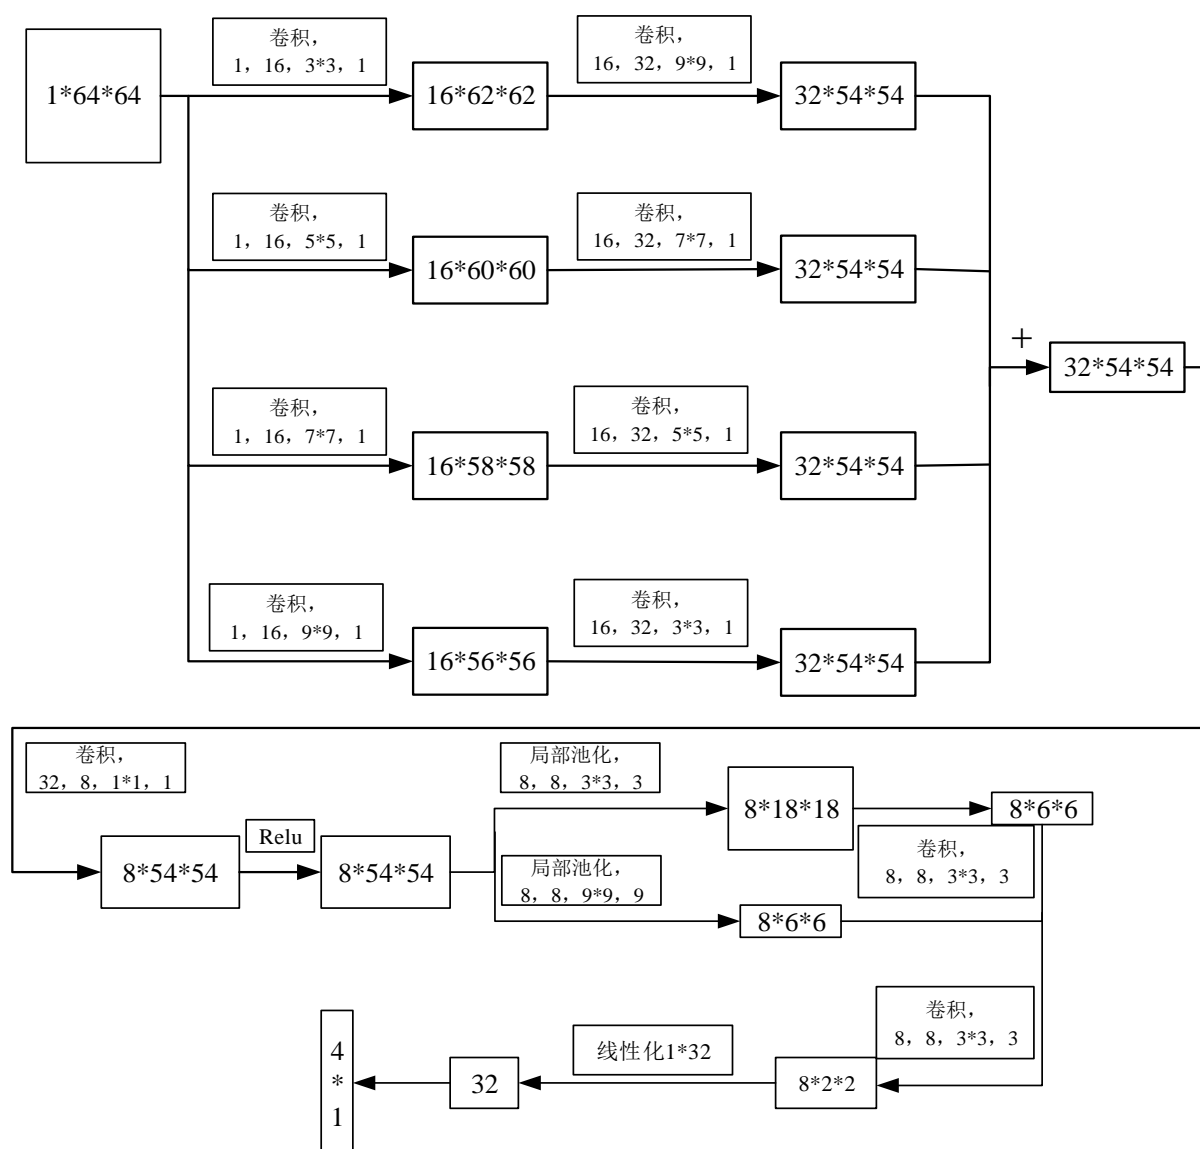 1*64*64
卷积，
1，16，3*3，1
16*62*62
卷积，
16，32，9*9，1
32*54*54
卷积，
1，16，5*5，1
16*60*60
卷积，
16，32，7*7，1
32*54*54
卷积，
1，16，7*7，1
16*58*58
卷积，
16，32，5*5，1
32*54*54
卷积，
1，16，9*9，1
16*56*56
卷积，
16，32，3*3，1
32*54*54
+
32*54*54
卷积，
32，8，1*1，1
8*54*54
Relu
8*54*54
局部池化，
8，8，3*3，3
8*18*18
卷积，
8，8，3*3，3
8*6*6
局部池化，
8，8，9*9，9
8*6*6
卷积，
8，8，3*3，3
8*2*2
线性化1*32
32
4
*
1